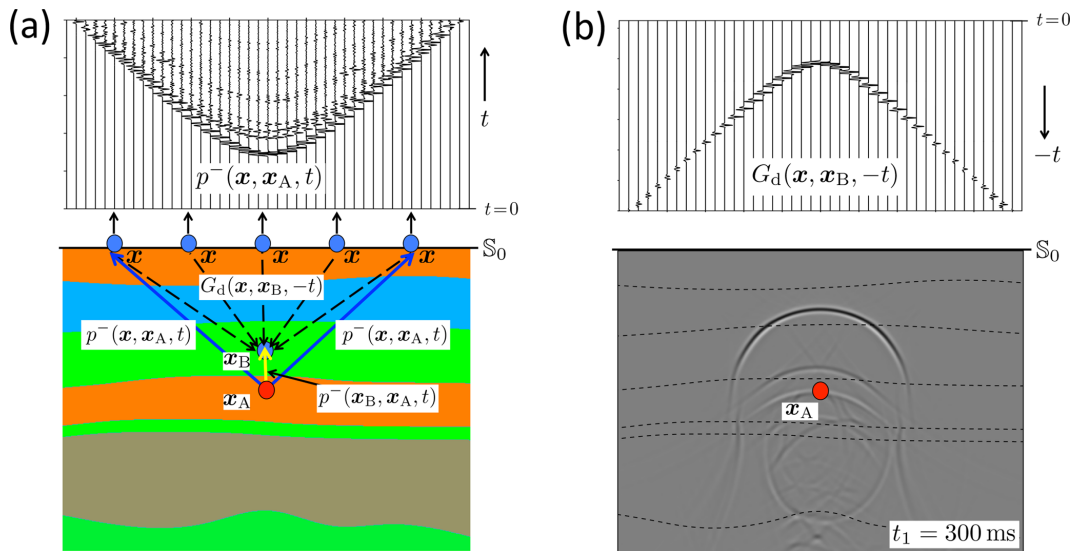 (a)
t
p⁻(x, x_A, t)
t=0
x x x x x
S₀
G_d(x, x_B, −t)
p⁻(x, x_A, t) p⁻(x, x_A, t)
x_B
x_A
p⁻(x_B, x_A, t)
(b)
t=0
−t
G_d(x, x_B, −t)
S₀
x_A
t₁ = 300 ms